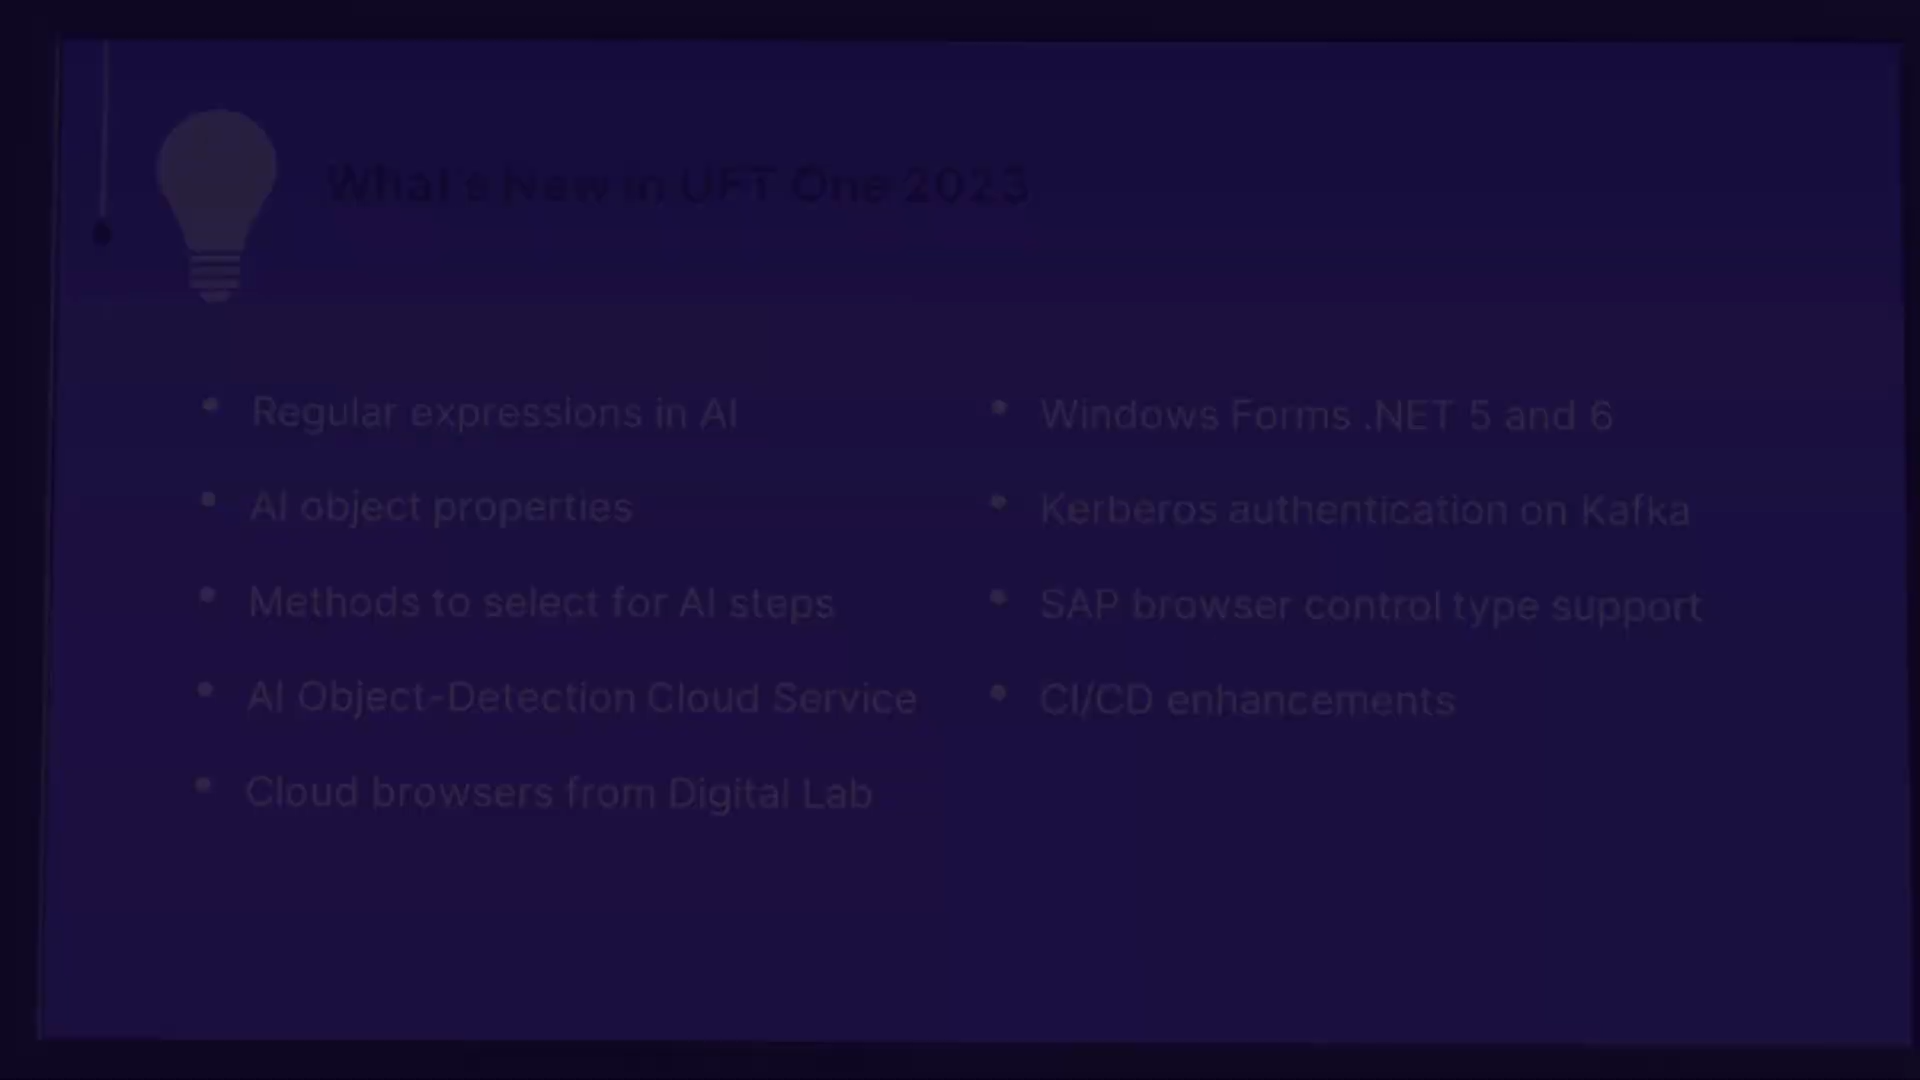 What's New in UFT One 2023
• Regular expressions in AI
• AI object properties
• Methods to select for AI steps
• AI Object-Detection Cloud Service
• Cloud browsers from Digital Lab
• Windows Forms .NET 5 and 6
• Kerberos authentication on Kafka
• SAP browser control type support
• CI/CD enhancements